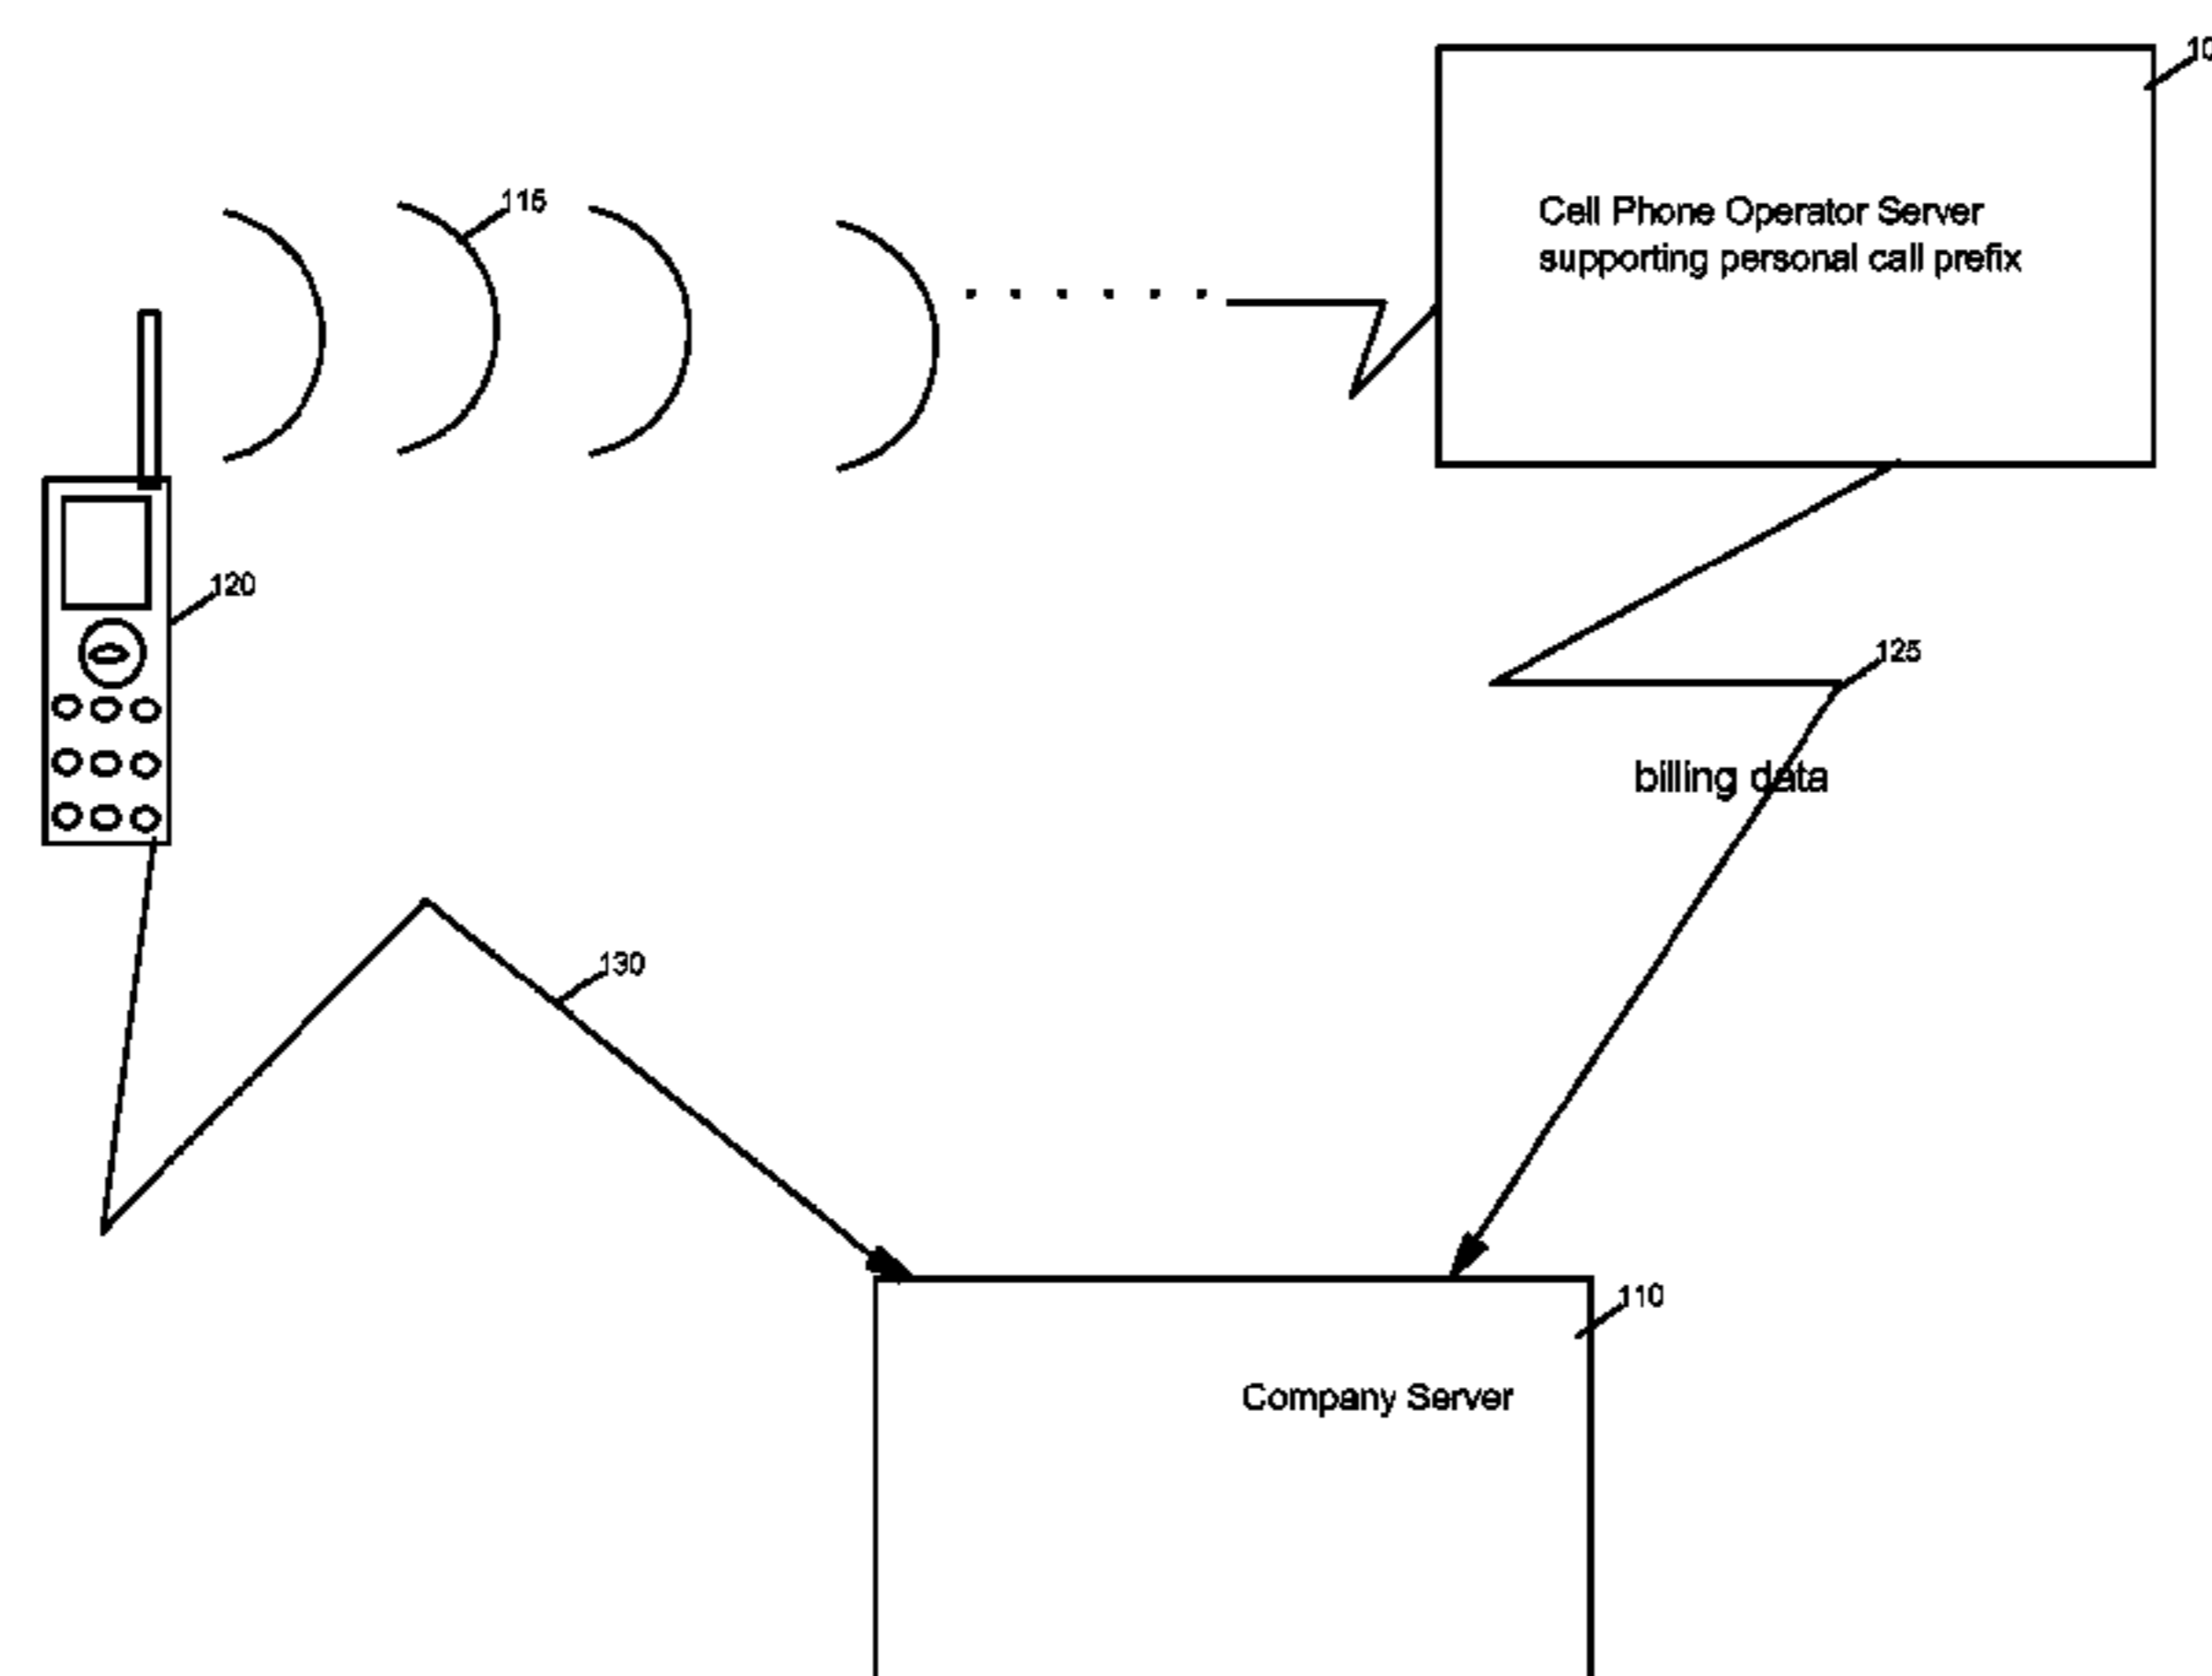 115
Cell Phone Operator Server
supporting personal call prefix
120
125
billing data
130
110
Company Server